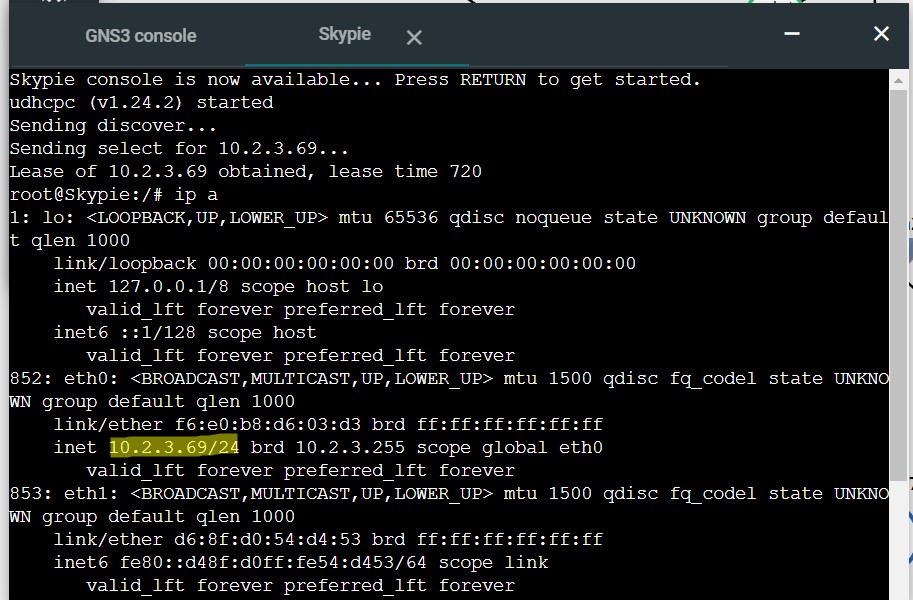 GNS3 console
Skypie
Skypie console is now available... Press RETURN to get started.
udhcpc (v1.24.2) started
Sending discover...
Sending select for 10.2.3.69...
Lease of 10.2.3.69 obtained, lease time 720
root@Skypie:/# ip a
1: lo: <LOOPBACK,UP,LOWER_UP> mtu 65536 qdisc noqueue state UNKNOWN group defaul
t qlen 1000
link/loopback 00:00:00:00:00:00 brd 00:00:00:00:00:00
inet 127.0.0.1/8 scope host lo
valid_lft forever preferred_lft forever
inet6 ::1/128 scope host
valid_lft forever preferred_lft forever
852: eth0: <BROADCAST,MULTICAST,UP,LOWER_UP> mtu 1500 qdisc fq_codel state UNKNO
WN group default qlen 1000
link/ether f6:e0:b8:d6:03:d3 brd ff:ff:ff:ff:ff:ff
inet 10.2.3.69/24 brd 10.2.3.255 scope global eth0
valid_lft forever preferred_lft forever
853: eth1: <BROADCAST,MULTICAST,UP,LOWER_UP> mtu 1500 qdisc fq_codel state UNKNO
WN group default qlen 1000
link/ether d6:8f:d0:54:d4:53 brd ff:ff:ff:ff:ff:ff
inet6 fe80::d48f:d0ff:fe54:d453/64 scope link
valid_lft forever preferred_lft forever